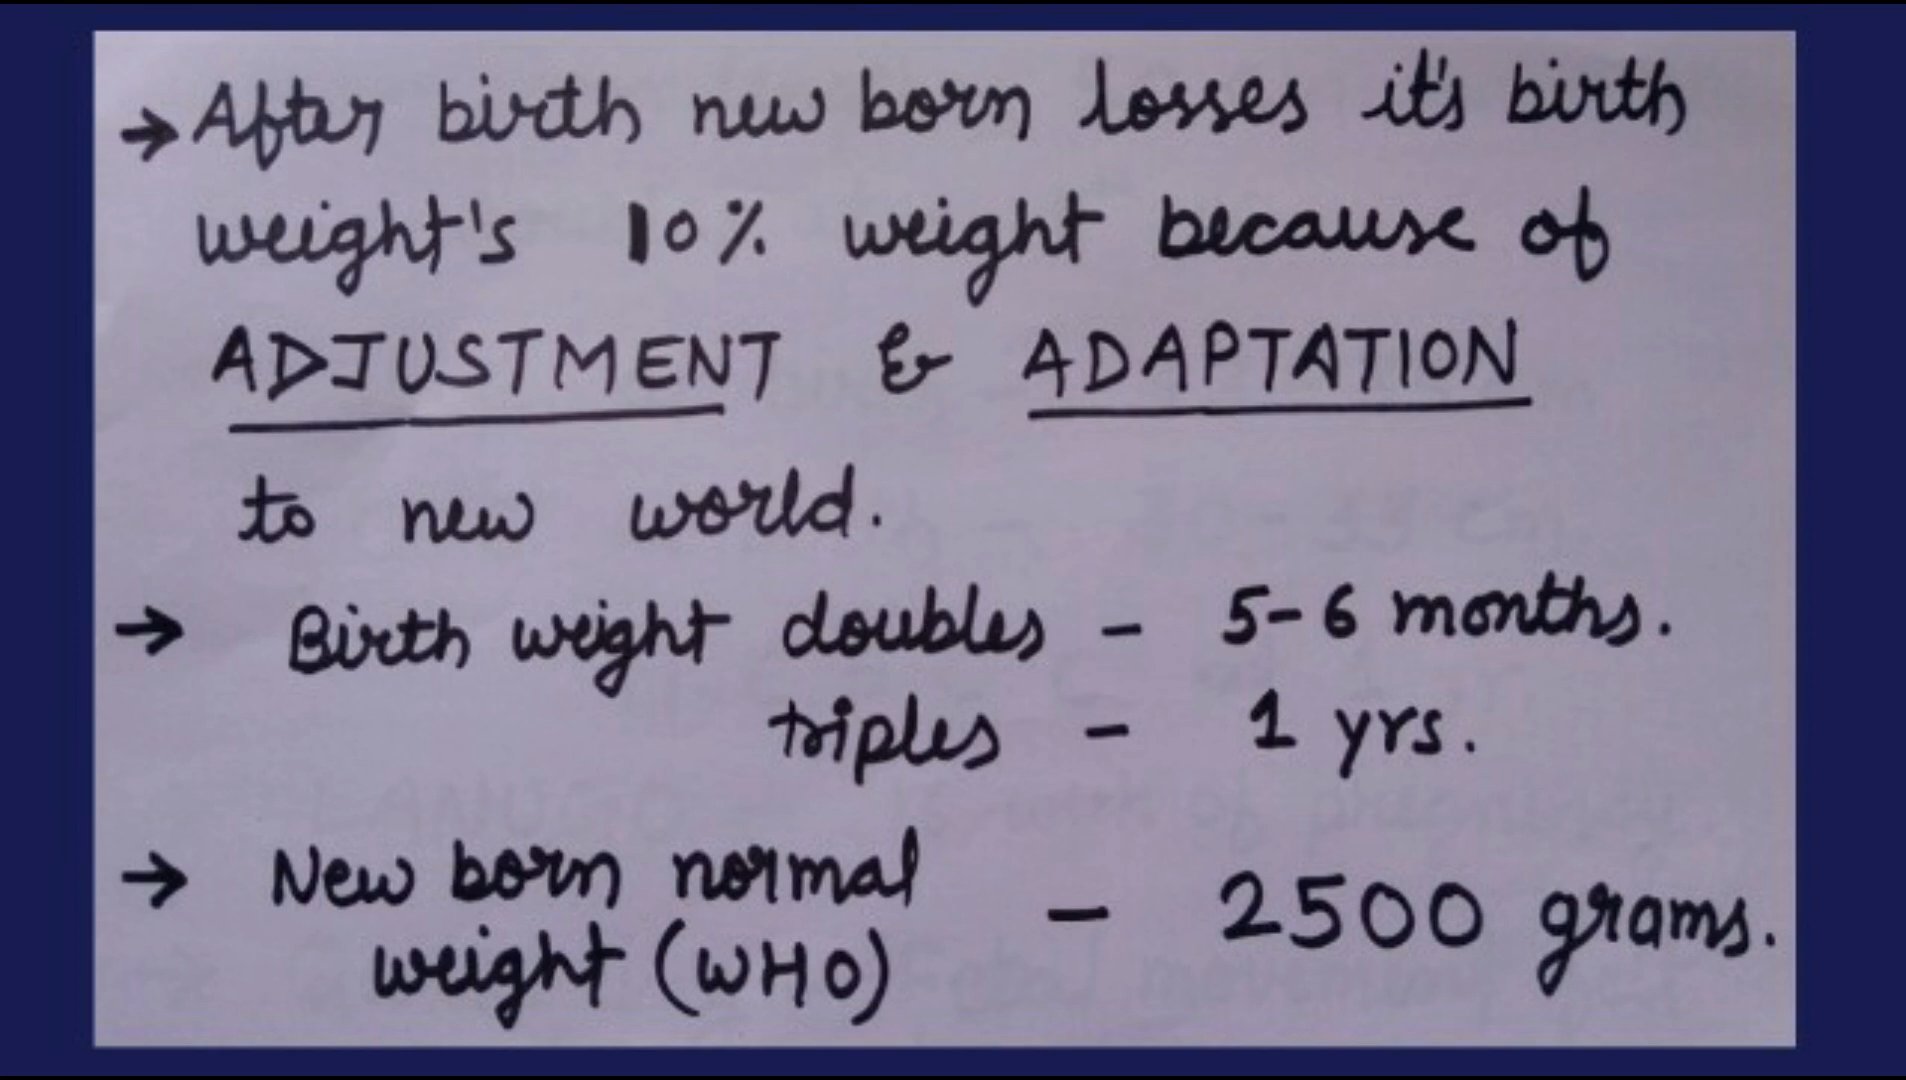 → After birth new born losses it's birth
weight's 10% weight because of
ADJUSTMENT & ADAPTATION
to new world.
→ Birth weight doubles - 5-6 months.
triples - 1 yrs.
→ New born normal
weight (WHO) - 2500 grams.